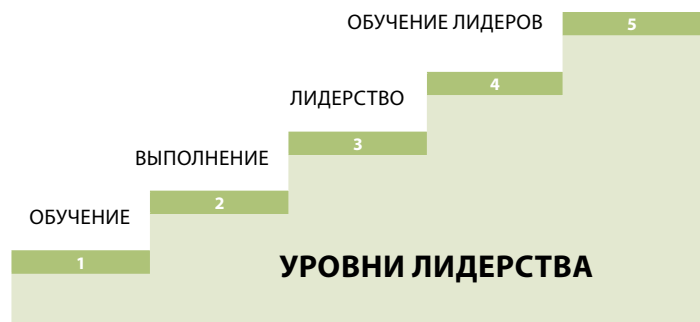 ОБУЧЕНИЕ ЛИДЕРОВ
5
4
ЛИДЕРСТВО
3
ВЫПОЛНЕНИЕ
2
ОБУЧЕНИЕ
1
УРОВНИ ЛИДЕРСТВА